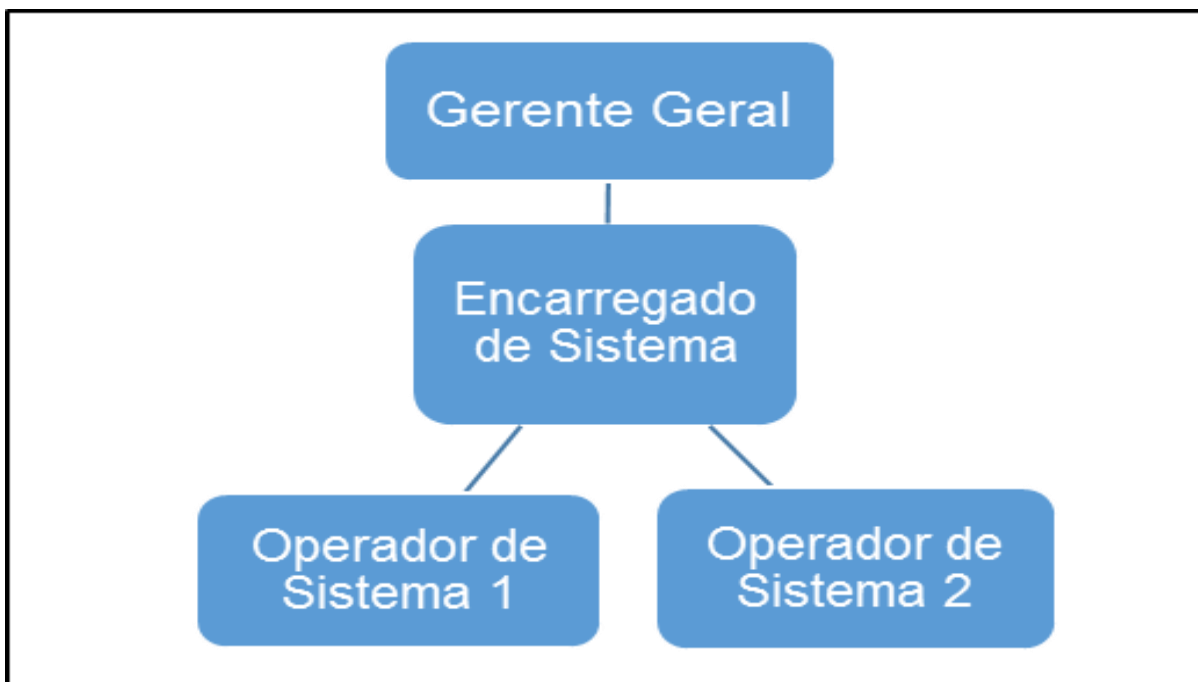 Gerente Geral
Encarregado
de Sistema
Operador de
Sistema 1
Operador de
Sistema 2